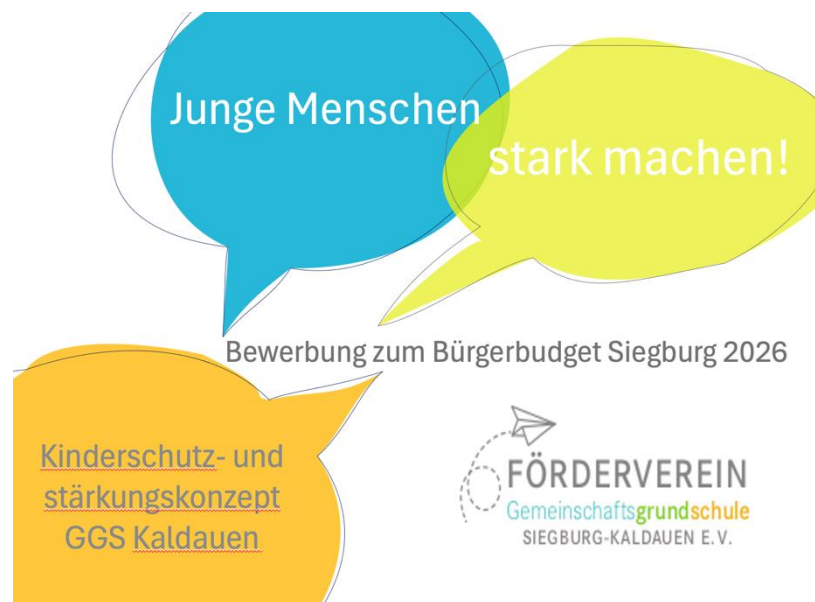 Junge Menschen
stark machen!
Bewerbung zum Bürgerbudget Siegburg 2026
Kinderschutz- und
stärkungskonzept
GGS Kaldauen
FÖRDERVEREIN
Gemeinschaftsgrundschule
SIEGBURG-KALDAUEN E.V.